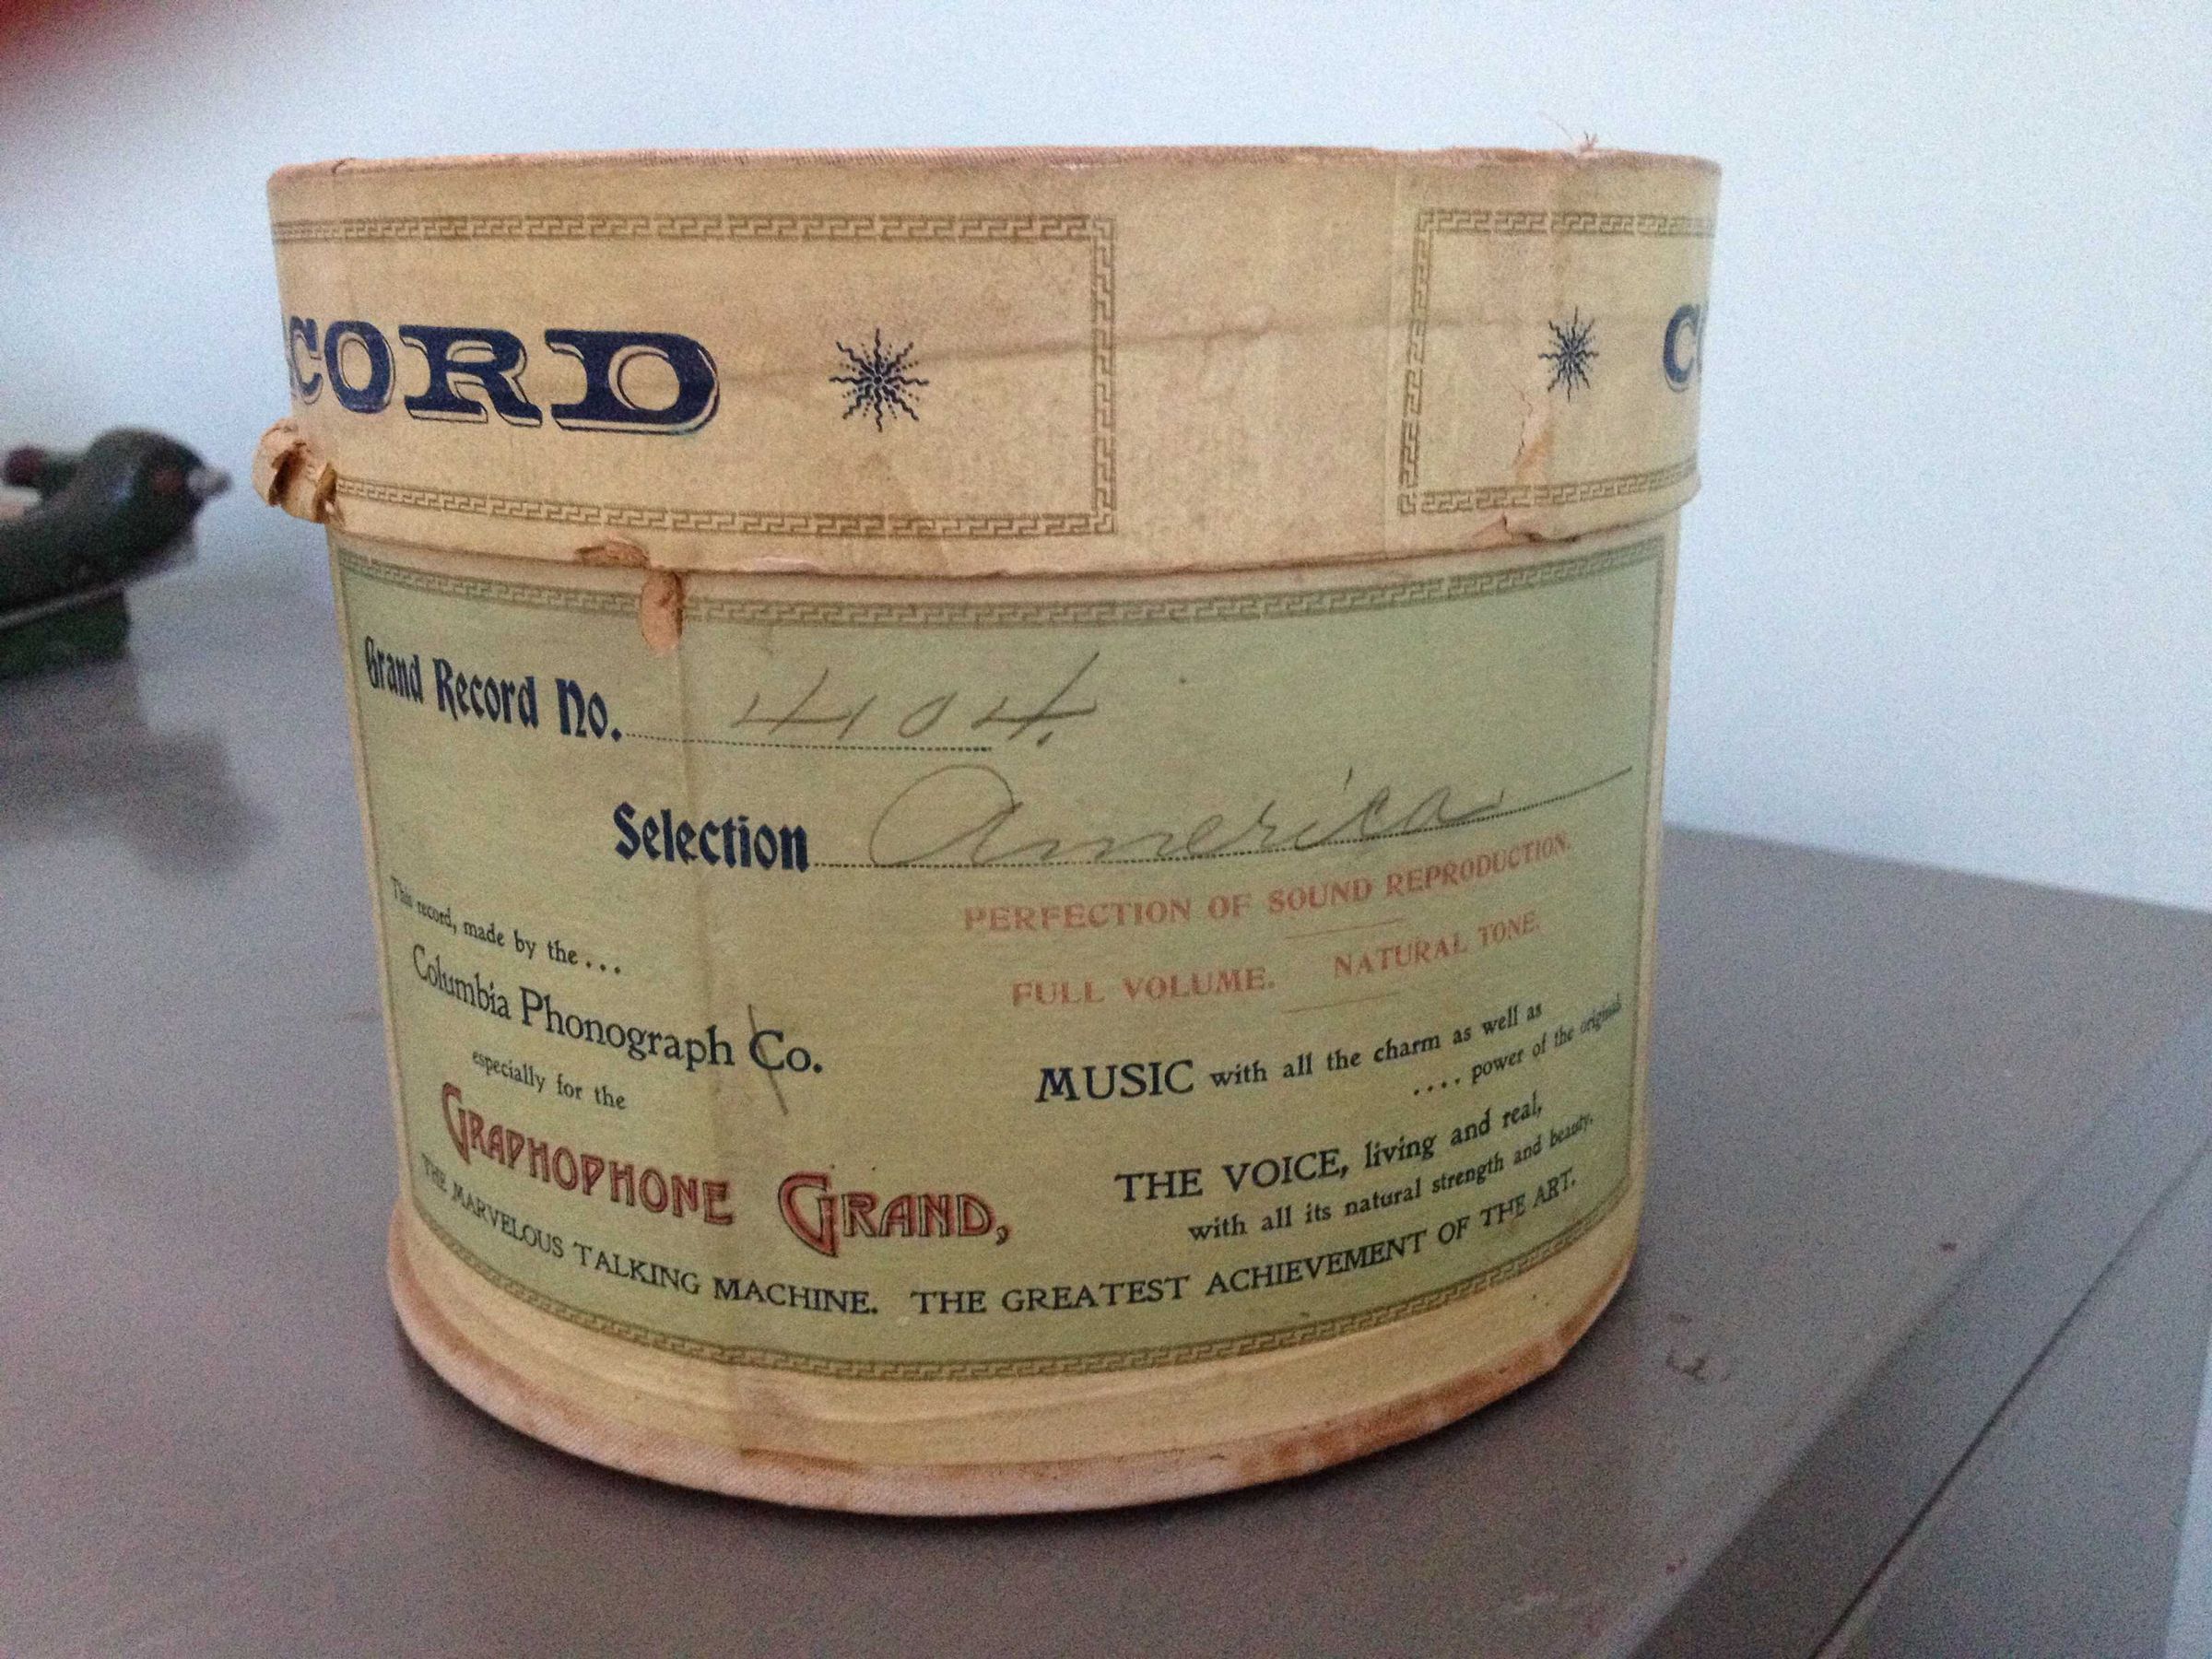 CORD
Grand Record No. 4104.
Selection America.
This record, made by the...
Columbia Phonograph Co.
especially for the
GRAPHOPHONE GRAND,
PERFECTION OF SOUND REPRODUCTION.
FULL VOLUME. NATURAL TONE.
MUSIC with all the charm as well as
.... power of the original
THE VOICE, living and real,
with all its natural strength and beauty.
THE MARVELOUS TALKING MACHINE. THE GREATEST ACHIEVEMENT OF THE ART.